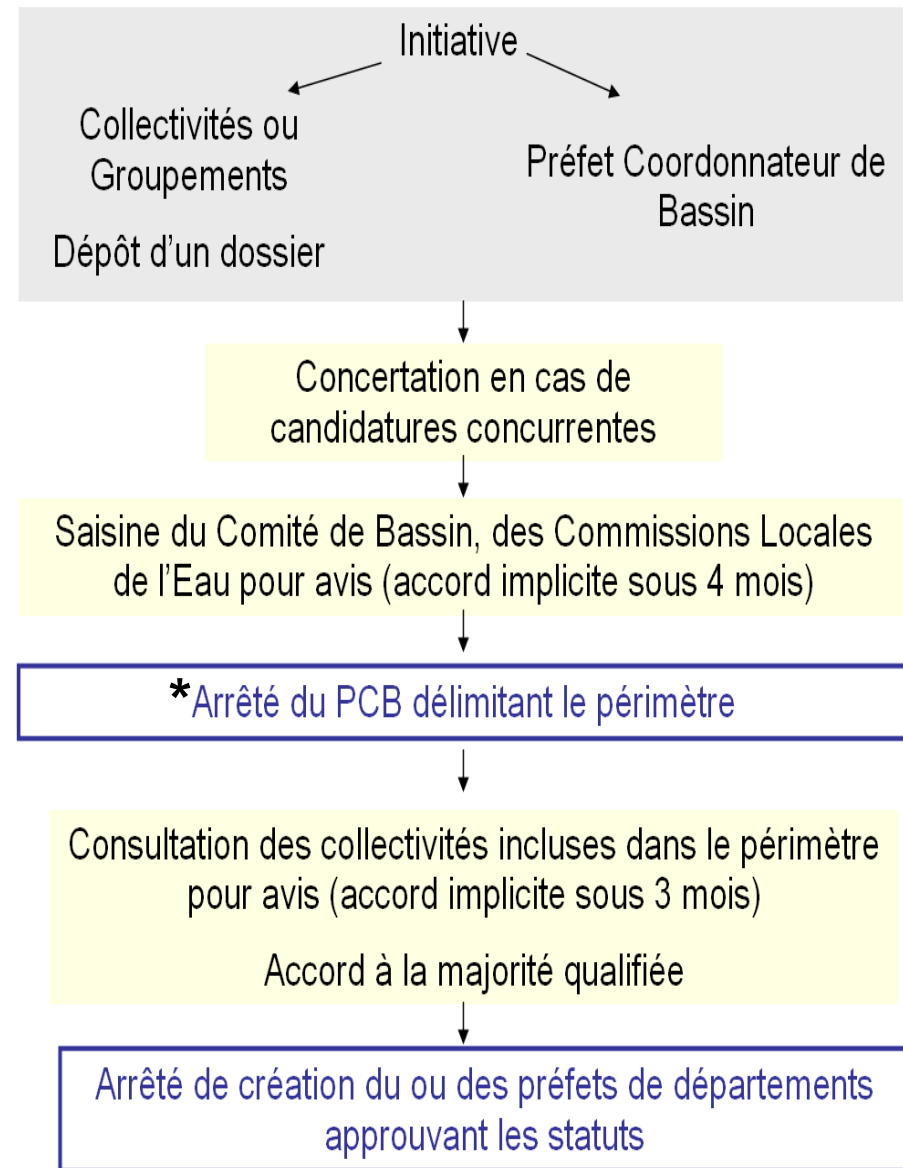 Initiative
Collectivités ou
Groupements
Dépôt d'un dossier
Préfet Coordonnateur de
Bassin
Concertation en cas de
candidatures concurrentes
Saisine du Comité de Bassin, des Commissions Locales
de l'Eau pour avis (accord implicite sous 4 mois)
*Arrêté du PCB délimitant le périmètre
Consultation des collectivités incluses dans le périmètre
pour avis (accord implicite sous 3 mois)
Accord à la majorité qualifiée
Arrêté de création du ou des préfets de départements
approuvant les statuts